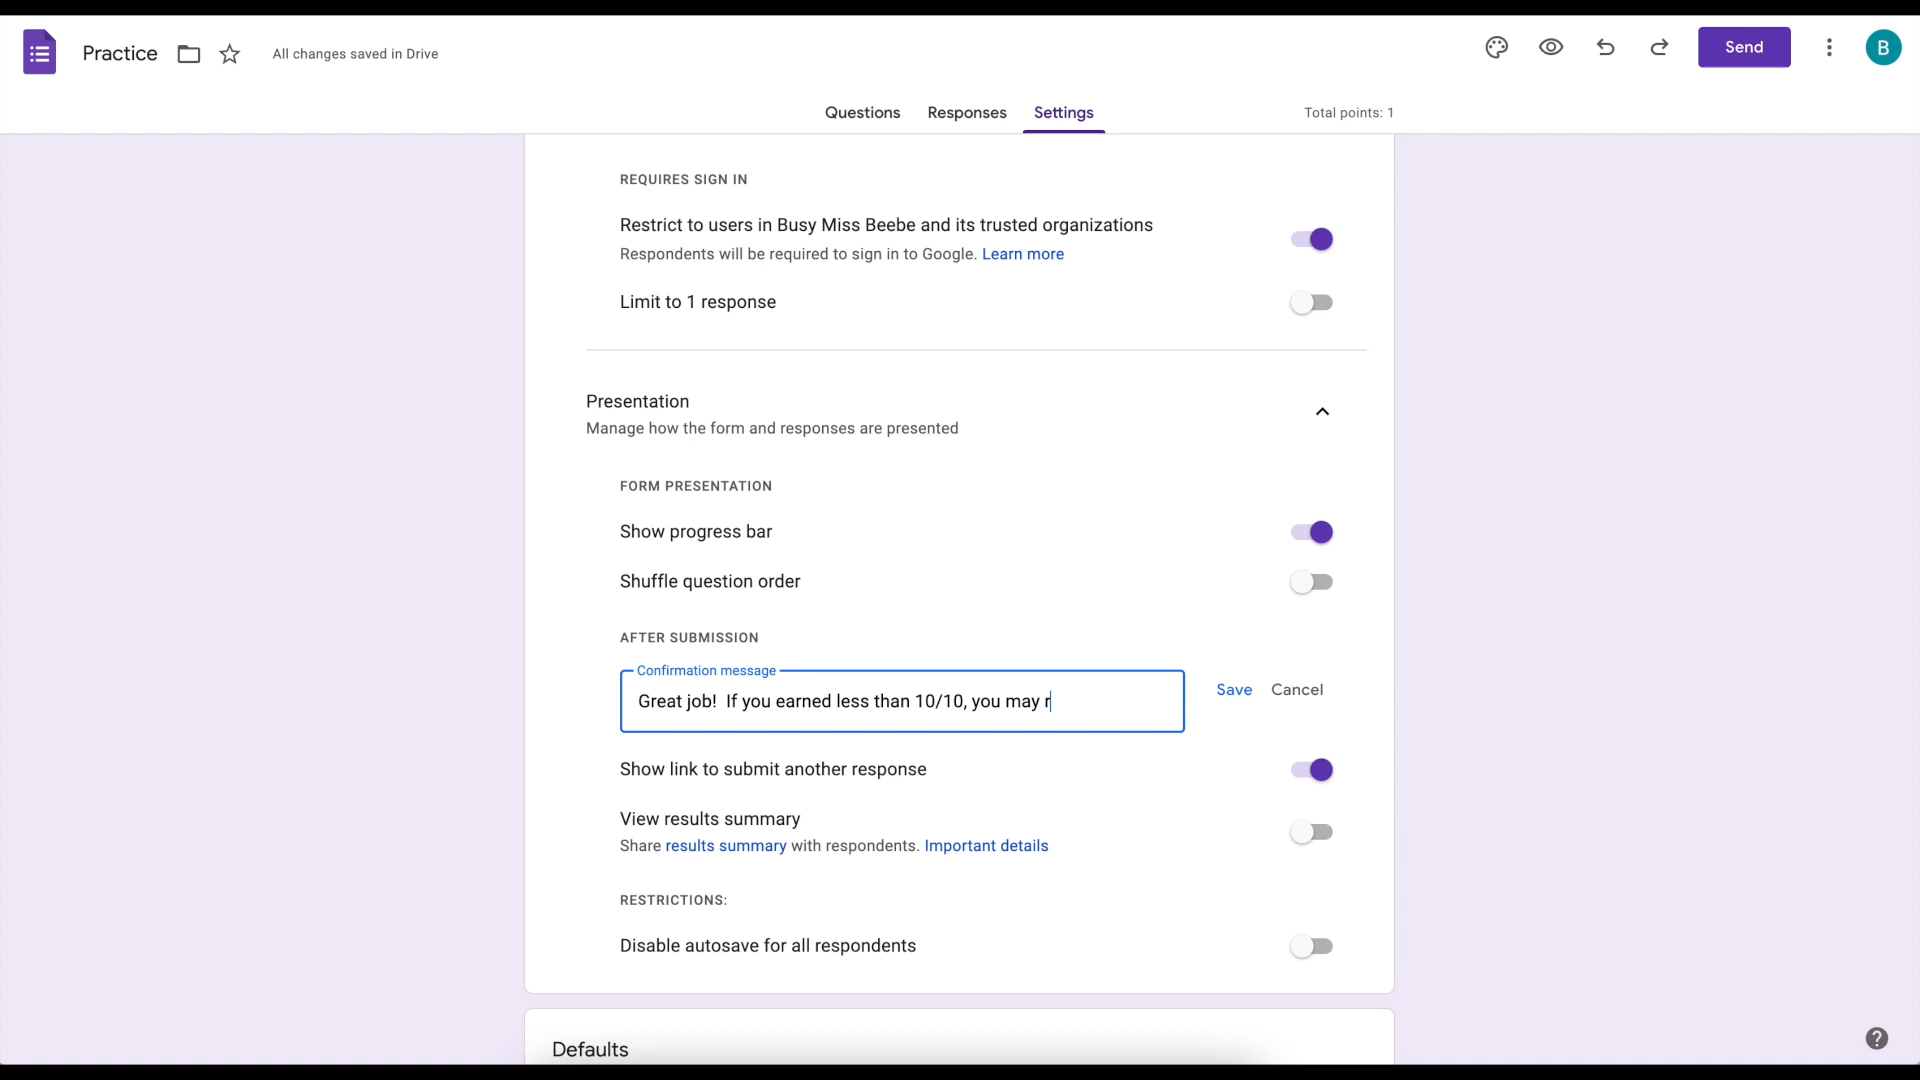 Practice
All changes saved in Drive
Send
B
Questions
Responses
Settings
Total points: 1
REQUIRES SIGN IN
Restrict to users in Busy Miss Beebe and its trusted organizations
Respondents will be required to sign in to Google. Learn more
Limit to 1 response
Presentation
Manage how the form and responses are presented
FORM PRESENTATION
Show progress bar
Shuffle question order
AFTER SUBMISSION
Confirmation message
Great job!  If you earned less than 10/10, you may r
Save
Cancel
Show link to submit another response
View results summary
Share results summary with respondents. Important details
RESTRICTIONS:
Disable autosave for all respondents
Defaults